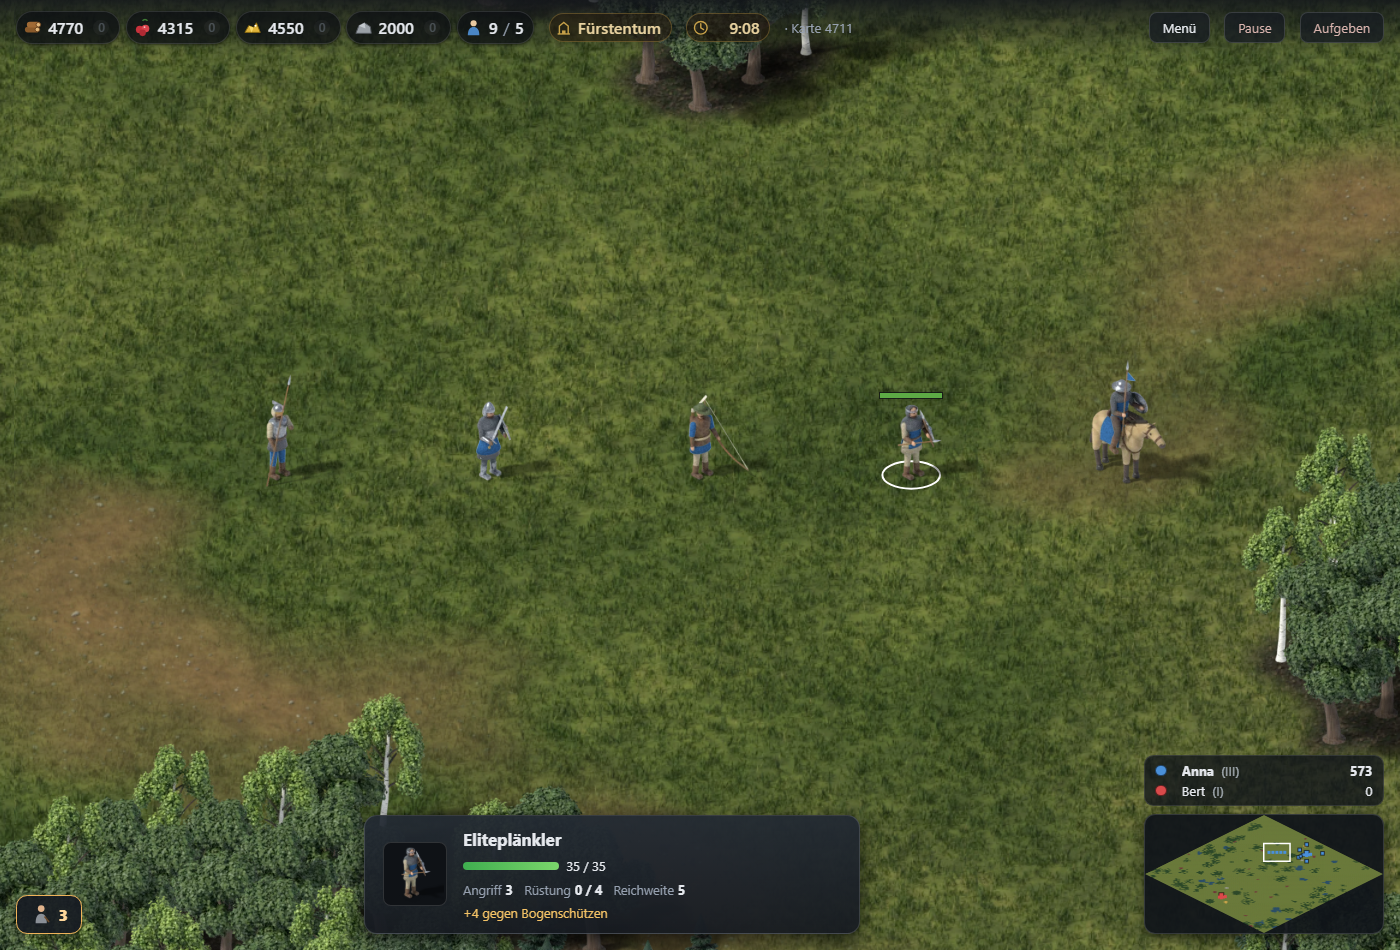 4770 0 4315 0 4550 0 2000 0 9 / 5 Fürstentum 9:08 · Karte 4711 Menü Pause Aufgeben
Anna (III) 573
Bert (I) 0
Eliteplänkler
35 / 35
Angriff 3 Rüstung 0 / 4 Reichweite 5
+4 gegen Bogenschützen
3